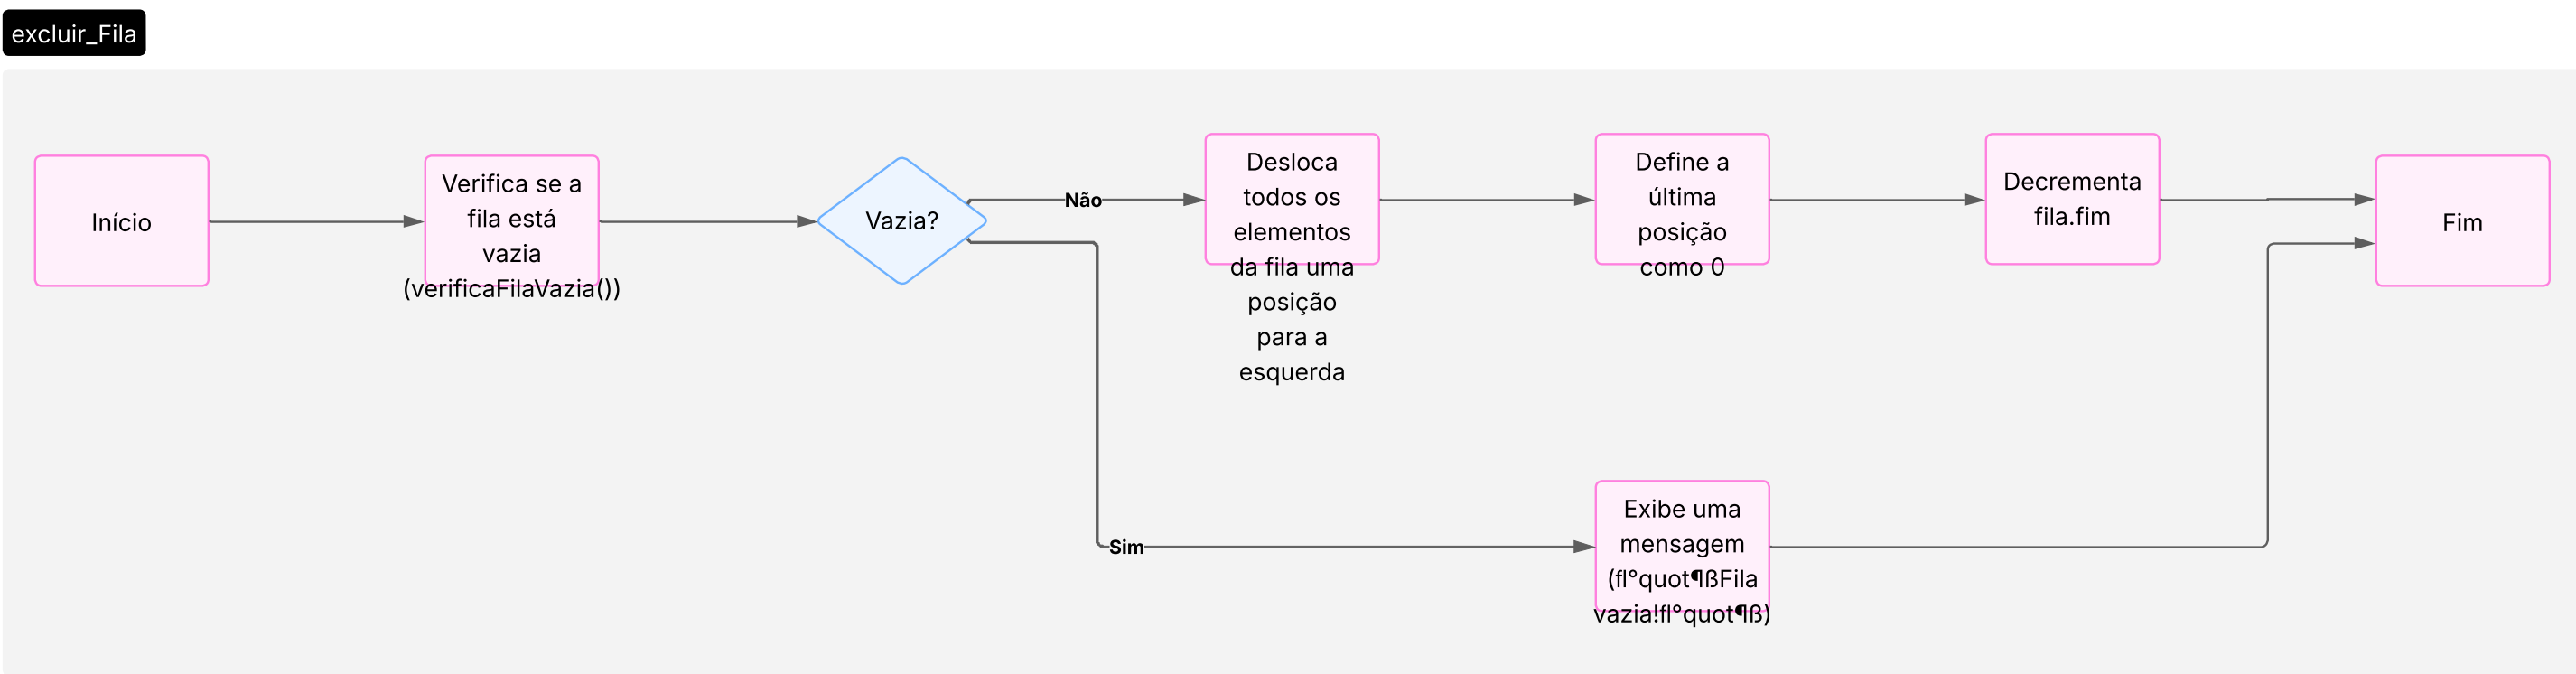 excluir_Fila
Início
Verifica se a
fila está
vazia
(verificaFilaVazia())
Vazia?
Não
Desloca
todos os
elementos
da fila uma
posição
para a
esquerda
Define a
última
posição
como 0
Decrementa
fila.fim
Fim
Sim
Exibe uma
mensagem
(ﬂ°quot¶ßFila
vazia!ﬂ°quot¶ß)